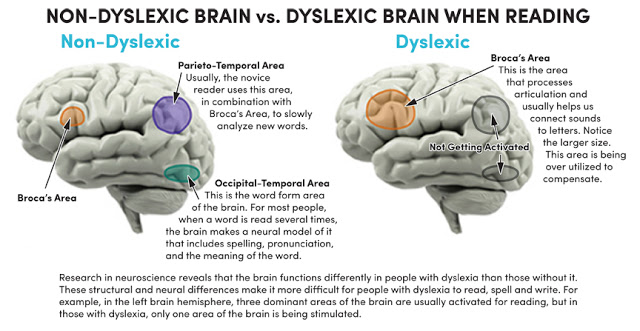 NON-DYSLEXIC BRAIN vs. DYSLEXIC BRAIN WHEN READING
Non-Dyslexic
Parieto-Temporal Area
Usually, the novice
reader uses this area,
in combination with
Broca's Area, to slowly
analyze new words.
Broca's Area
Occipital-Temporal Area
This is the word form area
of the brain. For most people,
when a word is read several times,
the brain makes a neural model of it
that includes spelling, pronunciation,
and the meaning of the word.
Dyslexic
Broca's Area
This is the area
that processes
articulation and
usually helps us
connect sounds
to letters. Notice
the larger size.
This area is being
over utilized to
compensate.
Not Getting Activated
Research in neuroscience reveals that the brain functions differently in people with dyslexia than those without it.
These structural and neural differences make it more difficult for people with dyslexia to read, spell and write. For
example, in the left brain hemisphere, three dominant areas of the brain are usually activated for reading, but in
those with dyslexia, only one area of the brain is being stimulated.